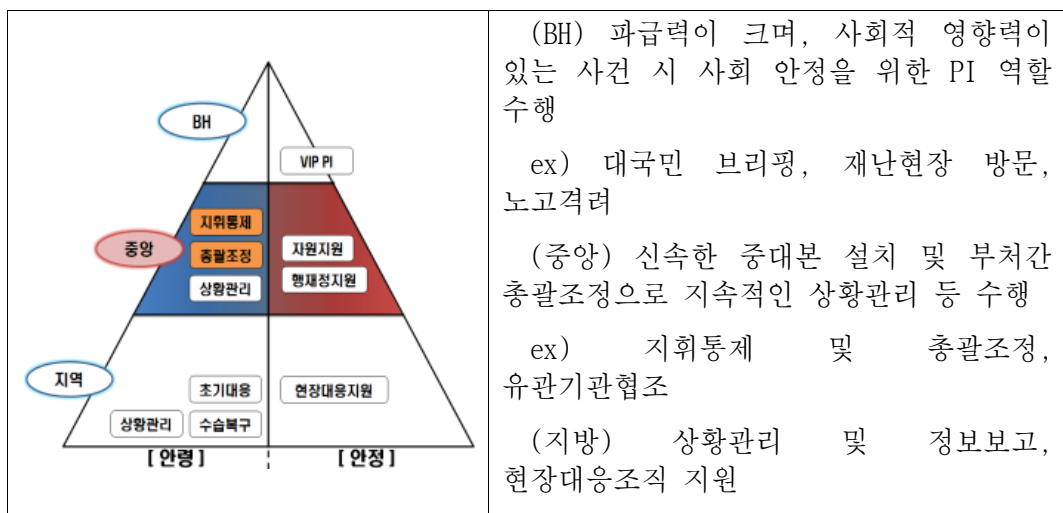 BH
VIP PI
중앙
지휘통제
총괄조정
상황관리
자원지원
행재정지원
지역
초기대응
현장대응지원
상황관리
수습복구
[ 안령 ]
[ 안정 ]
(BH) 파급력이 크며, 사회적 영향력이
있는 사건 시 사회 안정을 위한 PI 역할
수행
ex) 대국민 브리핑, 재난현장 방문,
노고격려
(중앙) 신속한 중대본 설치 및 부처간
총괄조정으로 지속적인 상황관리 등 수행
ex) 지휘통제 및 총괄조정,
유관기관협조
(지방) 상황관리 및 정보보고,
현장대응조직 지원